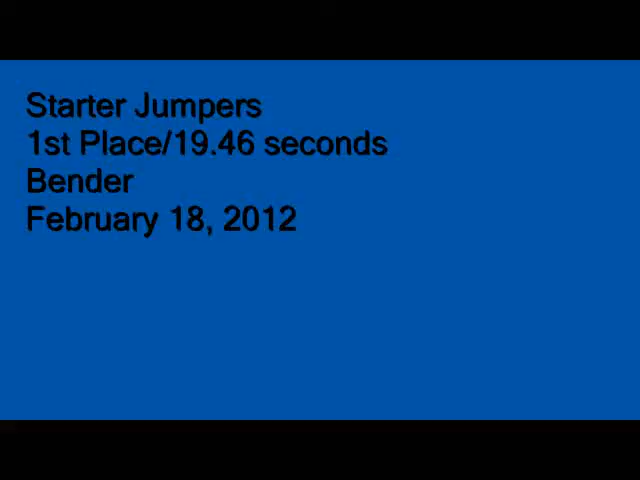 Starter Jumpers
1st Place/19.46 seconds
Bender
February 18, 2012